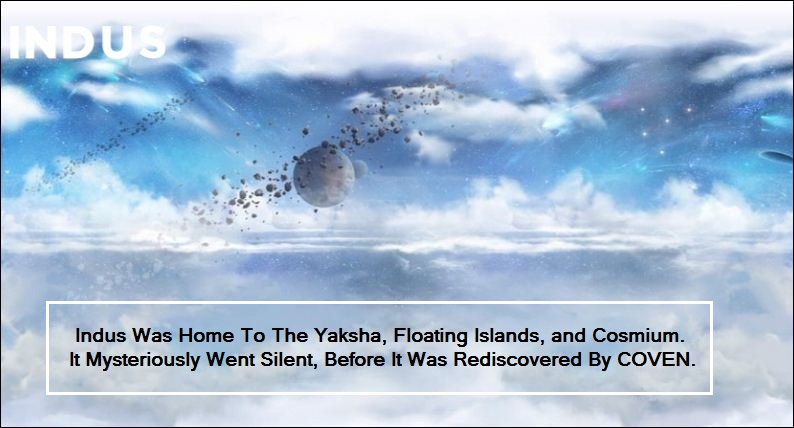 INDUS
Indus Was Home To The Yaksha, Floating Islands, and Cosmium.
It Mysteriously Went Silent, Before It Was Rediscovered By COVEN.